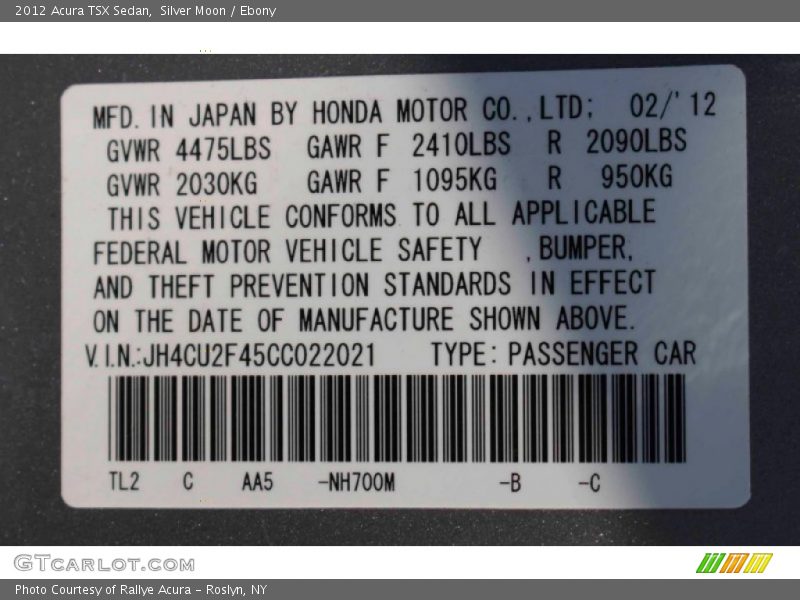 2012 Acura TSX Sedan,  Silver Moon / Ebony
MFD. IN JAPAN BY HONDA MOTOR CO.,LTD; 02/'12
GVWR 4475LBS GAWR F 2410LBS R 2090LBS
GVWR 2030KG GAWR F 1095KG R 950KG
THIS VEHICLE CONFORMS TO ALL APPLICABLE
FEDERAL MOTOR VEHICLE SAFETY ,BUMPER,
AND THEFT PREVENTION STANDARDS IN EFFECT
ON THE DATE OF MANUFACTURE SHOWN ABOVE.
V.I.N.:JH4CU2F45CC022021 TYPE: PASSENGER CAR
TL2 C AA5 -NH700M -B -C
GTCARLOT.COM
Photo Courtesy of Rallye Acura - Roslyn, NY